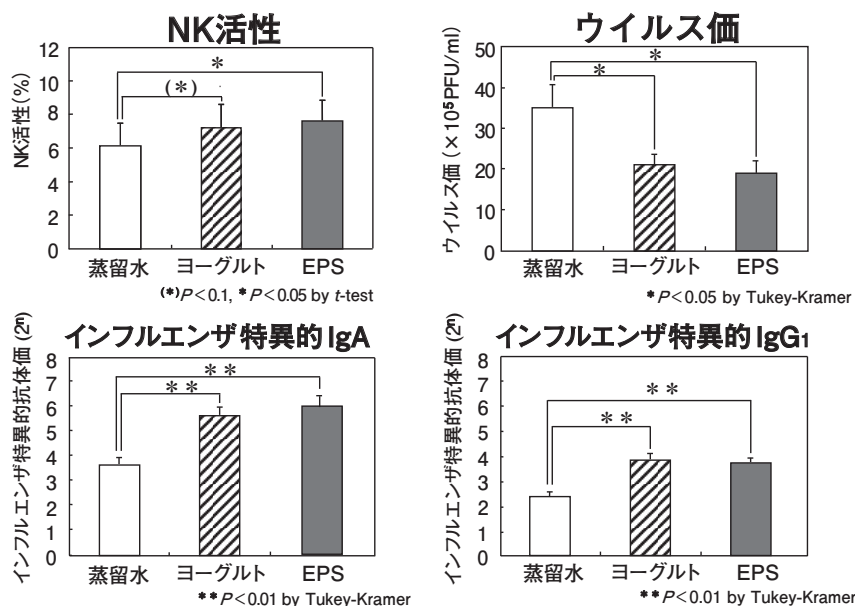 NK活性
NK活性(%)
12
10
8
6
4
2
0
*
(*)
蒸留水 ヨーグルト EPS
(*)P<0.1, *P<0.05 by t-test
ウイルス価
ウイルス価(×10⁵PFU/ml)
50
40
30
20
10
0
*
*
蒸留水 ヨーグルト EPS
*P<0.05 by Tukey-Kramer
インフルエンザ特異的IgA
インフルエンザ特異的抗体価(2ⁿ)
8
7
6
5
4
3
2
1
0
**
**
蒸留水 ヨーグルト EPS
**P<0.01 by Tukey-Kramer
インフルエンザ特異的IgG₁
インフルエンザ特異的抗体価(2ⁿ)
8
7
6
5
4
3
2
1
0
**
**
蒸留水 ヨーグルト EPS
**P<0.01 by Tukey-Kramer